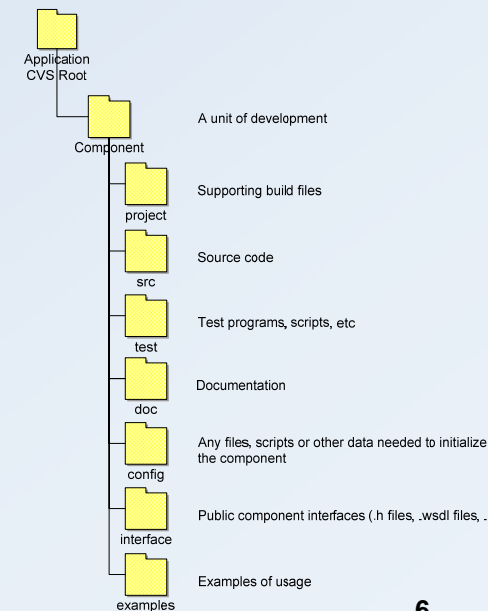 Application
CVS Root
Component
A unit of development
project
Supporting build files
src
Source code
test
Test programs, scripts, etc
doc
Documentation
config
Any files, scripts or other data needed to initialize
the component
interface
Public component interfaces (.h files, .wsdl files, .
examples
Examples of usage
6